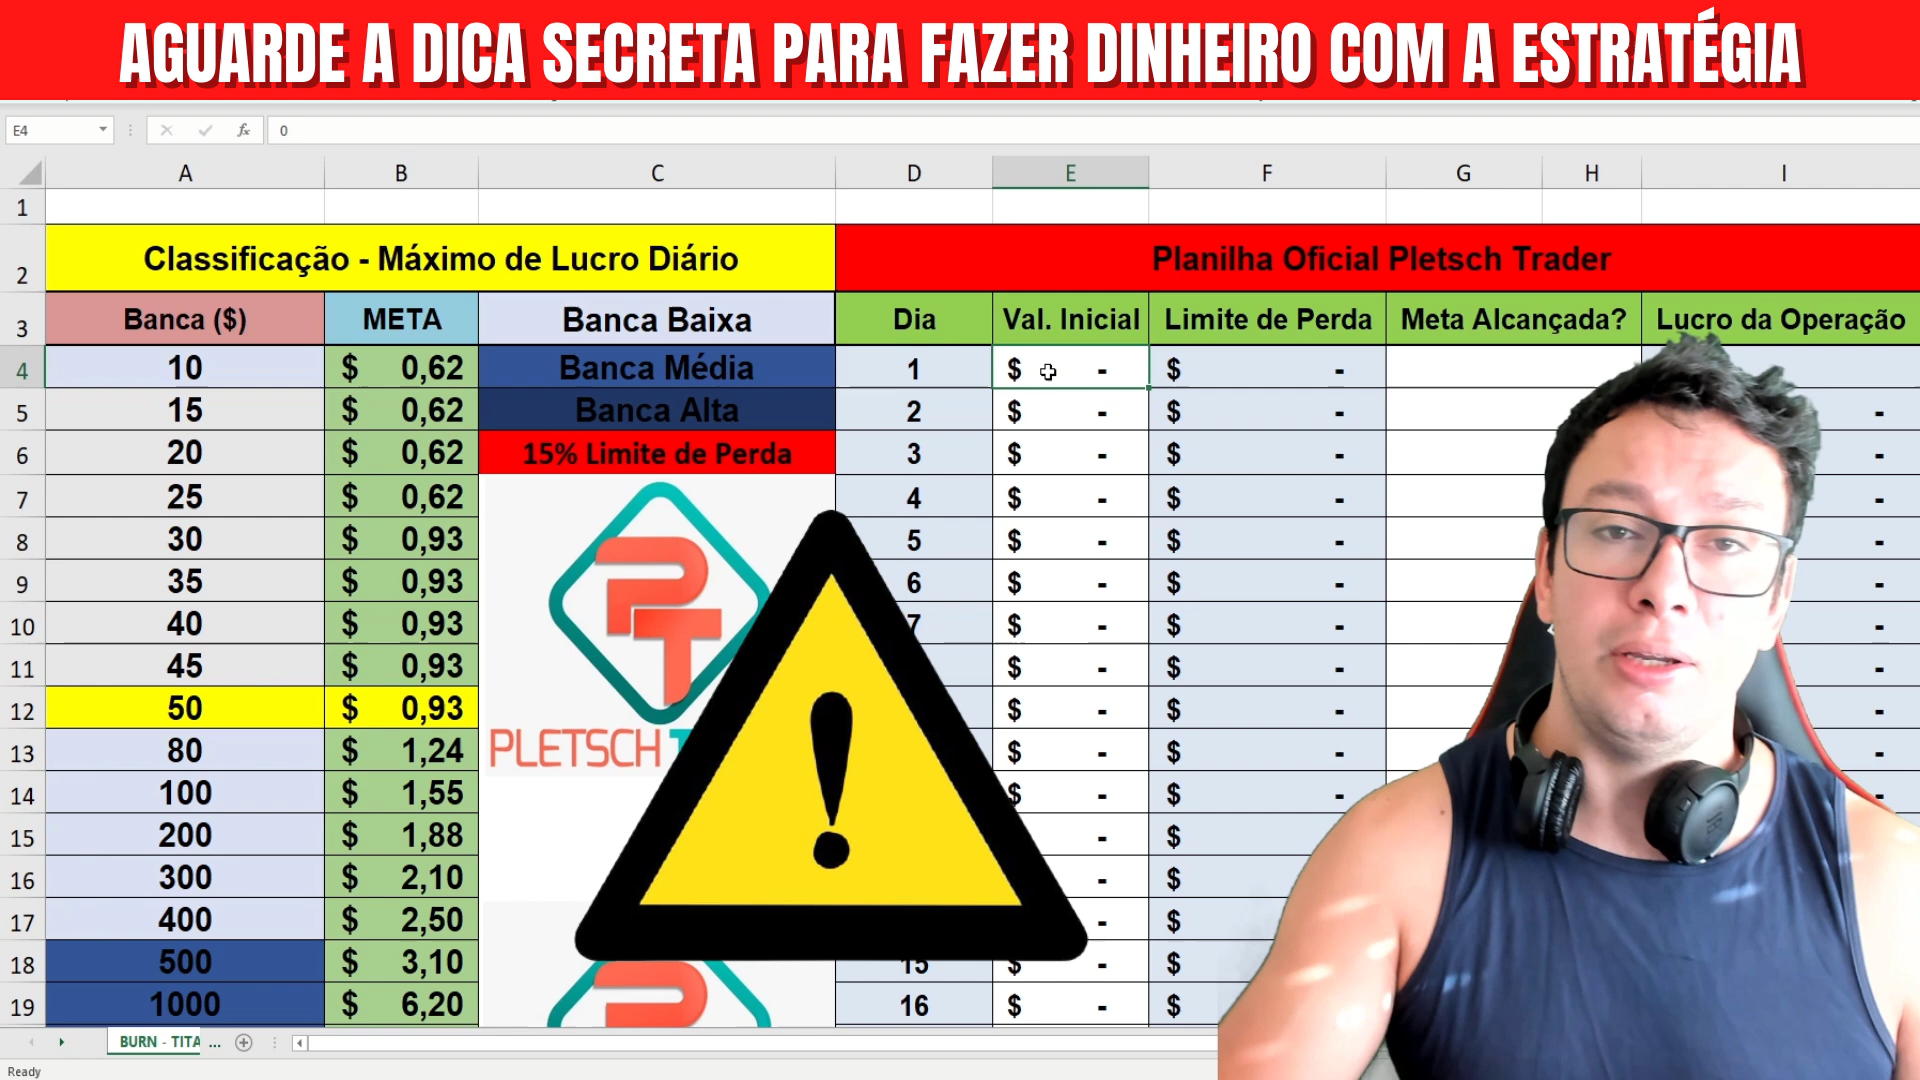 AGUARDE A DICA SECRETA PARA FAZER DINHEIRO COM A ESTRATÉGIA
E4 fx 0
A B C D E F G H I
1
2 Classificação - Máximo de Lucro Diário Planilha Oficial Pletsch Trader
3 Banca ($) META Banca Baixa Dia Val. Inicial Limite de Perda Meta Alcançada? Lucro da Operação
4 10 $ 0,62 Banca Média 1 $ - $ -
5 15 $ 0,62 Banca Alta 2 $ - $ - -
6 20 $ 0,62 15% Limite de Perda 3 $ - $ - -
7 25 $ 0,62 4 $ - $ - -
8 30 $ 0,93 5 $ - $ - -
9 35 $ 0,93 6 $ - $ - -
10 40 $ 0,93 7 $ - $ - -
11 45 $ 0,93 $ - $ - -
12 50 $ 0,93 $ - $ - -
PT
PLETSCH
13 80 $ 1,24 $ - $ - -
14 100 $ 1,55 $ - $ - -
15 200 $ 1,88 - $
16 300 $ 2,10 - $
17 400 $ 2,50 - $
18 500 $ 3,10 15 $ - $
19 1000 $ 6,20 16 $ - $
!
BURN - TITA ...
Ready